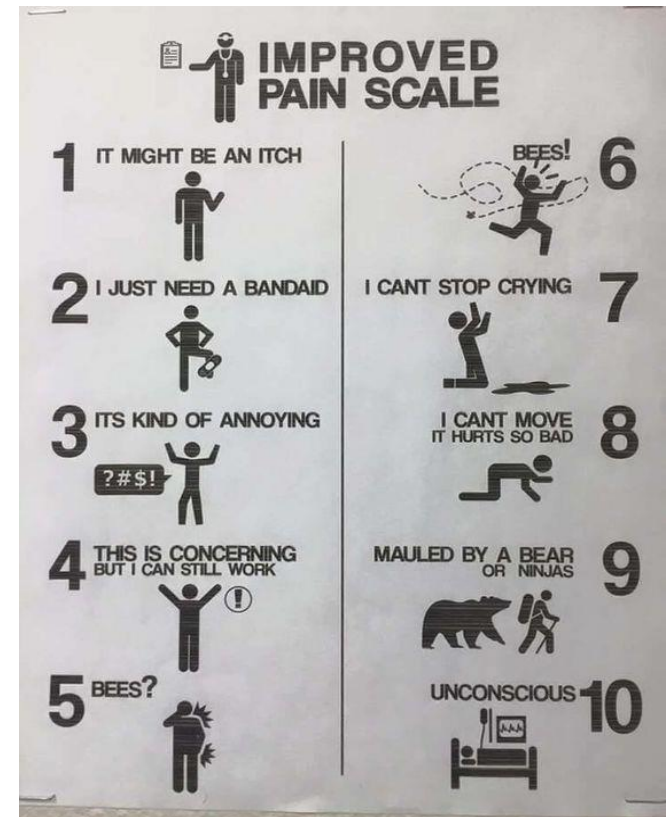 IMPROVED
PAIN SCALE
1 IT MIGHT BE AN ITCH
2 I JUST NEED A BANDAID
3 ITS KIND OF ANNOYING
?#$!
4 THIS IS CONCERNING
BUT I CAN STILL WORK
!
5 BEES?
BEES! 6
I CANT STOP CRYING 7
I CANT MOVE 8
IT HURTS SO BAD
MAULED BY A BEAR 9
OR NINJAS
UNCONSCIOUS 10